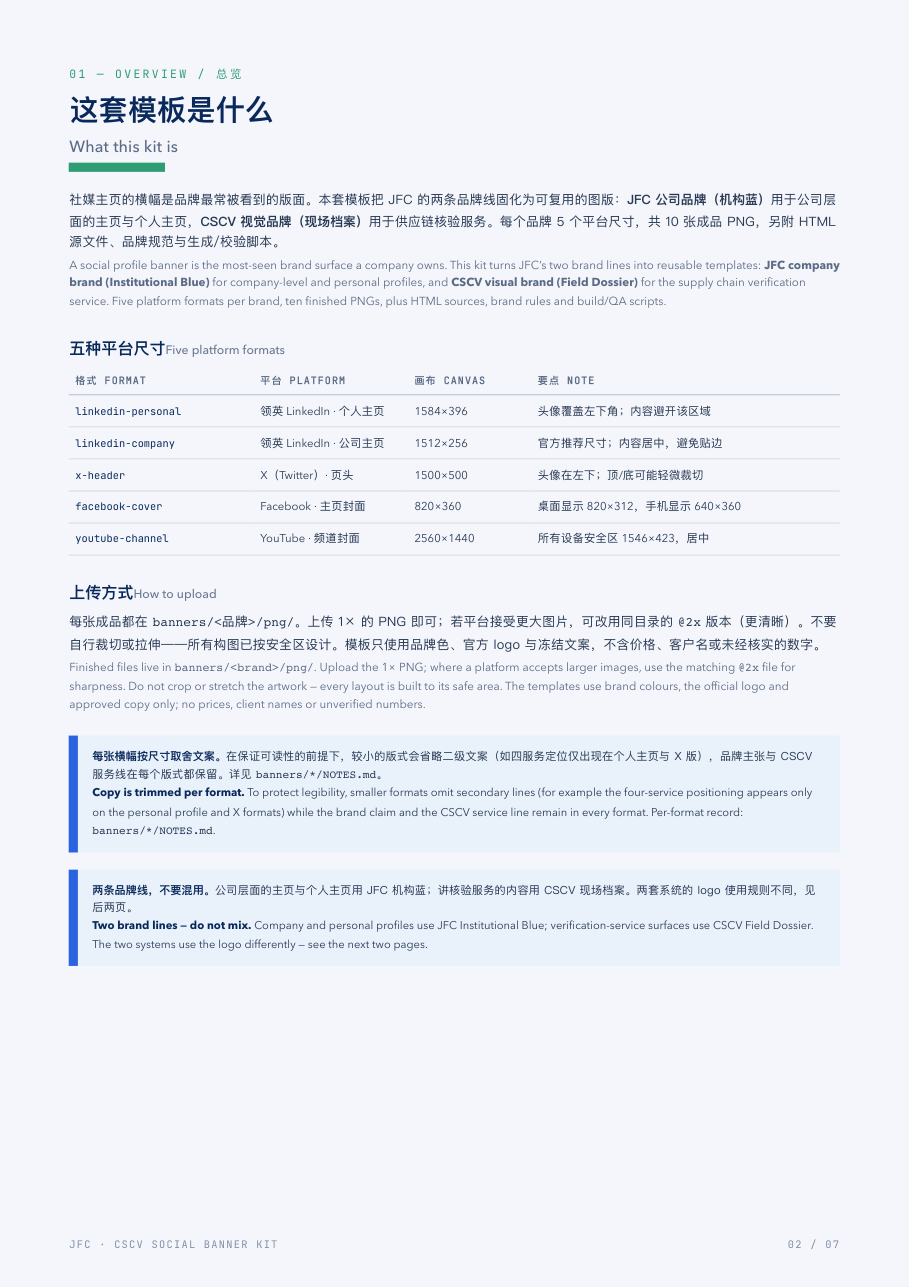 01 — OVERVIEW / 总览
这套模板是什么
What this kit is
社媒主页的横幅是品牌最常被看到的版面。本套模板把 JFC 的两条品牌线固化为可复用的图版：JFC 公司品牌（机构蓝）用于公司层
面的主页与个人主页，CSCV 视觉品牌（现场档案）用于供应链核验服务。每个品牌 5 个平台尺寸，共 10 张成品 PNG，另附 HTML
源文件、品牌规范与生成/校验脚本。
A social profile banner is the most-seen brand surface a company owns. This kit turns JFC's two brand lines into reusable templates: JFC company
brand (Institutional Blue) for company-level and personal profiles, and CSCV visual brand (Field Dossier) for the supply chain verification
service. Five platform formats per brand, ten finished PNGs, plus HTML sources, brand rules and build/QA scripts.
五种平台尺寸Five platform formats
格式 FORMAT 平台 PLATFORM 画布 CANVAS 要点 NOTE
linkedin-personal 领英 LinkedIn · 个人主页 1584×396 头像覆盖左下角；内容避开该区域
linkedin-company 领英 LinkedIn · 公司主页 1512×256 官方推荐尺寸；内容居中，避免贴边
x-header X（Twitter）· 页头 1500×500 头像在左下；顶/底可能轻微裁切
facebook-cover Facebook · 主页封面 820×360 桌面显示 820×312，手机显示 640×360
youtube-channel YouTube · 频道封面 2560×1440 所有设备安全区 1546×423，居中
上传方式How to upload
每张成品都在 banners/<品牌>/png/。上传 1× 的 PNG 即可；若平台接受更大图片，可改用同目录的 @2x 版本（更清晰）。不要
自行裁切或拉伸——所有构图已按安全区设计。模板只使用品牌色、官方 logo 与冻结文案，不含价格、客户名或未经核实的数字。
Finished files live in banners/<brand>/png/. Upload the 1× PNG; where a platform accepts larger images, use the matching @2x file for
sharpness. Do not crop or stretch the artwork — every layout is built to its safe area. The templates use brand colours, the official logo and
approved copy only; no prices, client names or unverified numbers.
每张横幅按尺寸取舍文案。在保证可读性的前提下，较小的版式会省略二级文案（如四服务定位仅出现在个人主页与 X 版），品牌主张与 CSCV
服务线在每个版式都保留。详见 banners/*/NOTES.md。
Copy is trimmed per format. To protect legibility, smaller formats omit secondary lines (for example the four-service positioning appears only
on the personal profile and X formats) while the brand claim and the CSCV service line remain in every format. Per-format record:
banners/*/NOTES.md.
两条品牌线，不要混用。公司层面的主页与个人主页用 JFC 机构蓝；讲核验服务的内容用 CSCV 现场档案。两套系统的 logo 使用规则不同，见
后两页。
Two brand lines — do not mix. Company and personal profiles use JFC Institutional Blue; verification-service surfaces use CSCV Field Dossier.
The two systems use the logo differently — see the next two pages.
JFC · CSCV SOCIAL BANNER KIT 02 / 07